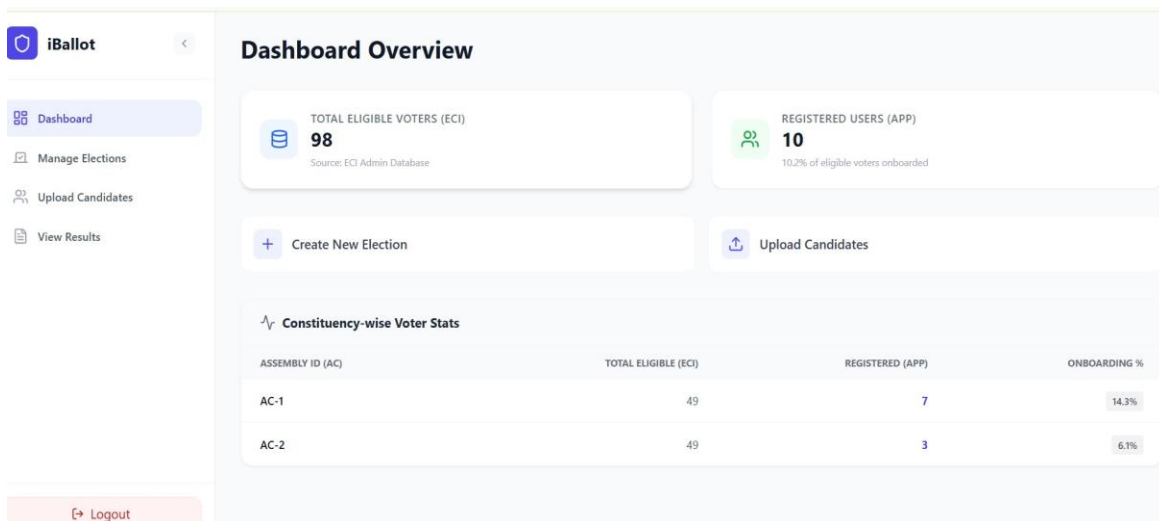 iBallot
Dashboard
Manage Elections
Upload Candidates
View Results
Logout
Dashboard Overview
TOTAL ELIGIBLE VOTERS (ECI)
98
Source: ECI Admin Database
REGISTERED USERS (APP)
10
10.2% of eligible voters onboarded
Create New Election
Upload Candidates
Constituency-wise Voter Stats
ASSEMBLY ID (AC) TOTAL ELIGIBLE (ECI) REGISTERED (APP) ONBOARDING %
AC-1 49 7 14.3%
AC-2 49 3 6.1%